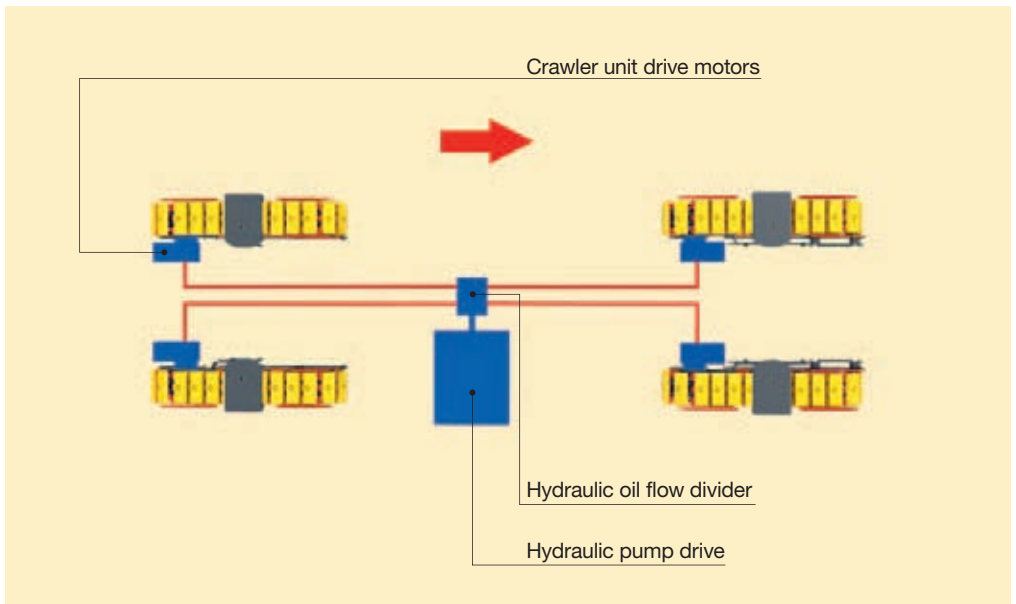 Crawler unit drive motors
Hydraulic oil flow divider
Hydraulic pump drive